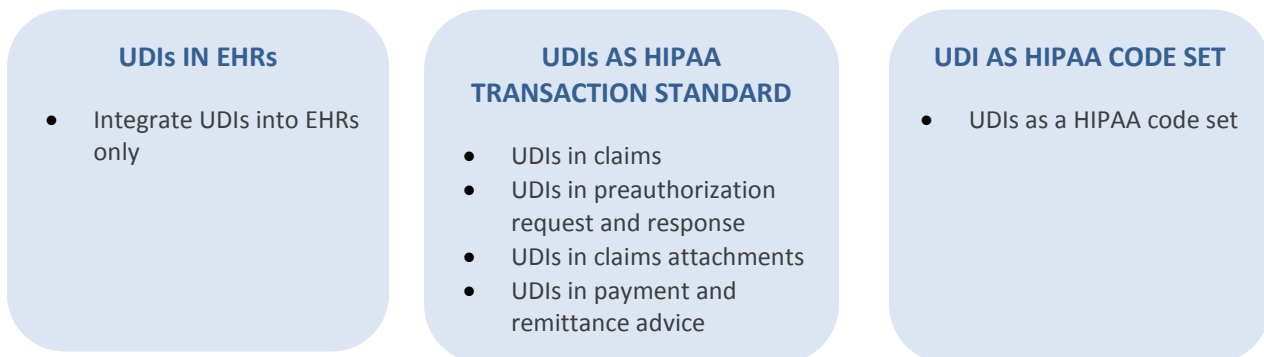 UDIs IN EHRs
• Integrate UDIs into EHRs
only
UDIs AS HIPAA
TRANSACTION STANDARD
• UDIs in claims
• UDIs in preauthorization
request and response
• UDIs in claims attachments
• UDIs in payment and
remittance advice
UDI AS HIPAA CODE SET
• UDIs as a HIPAA code set